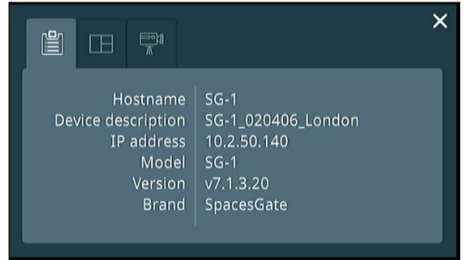 Hostname SG-1
Device description SG-1_020406_London
IP address 10.2.50.140
Model SG-1
Version v7.1.3.20
Brand SpacesGate